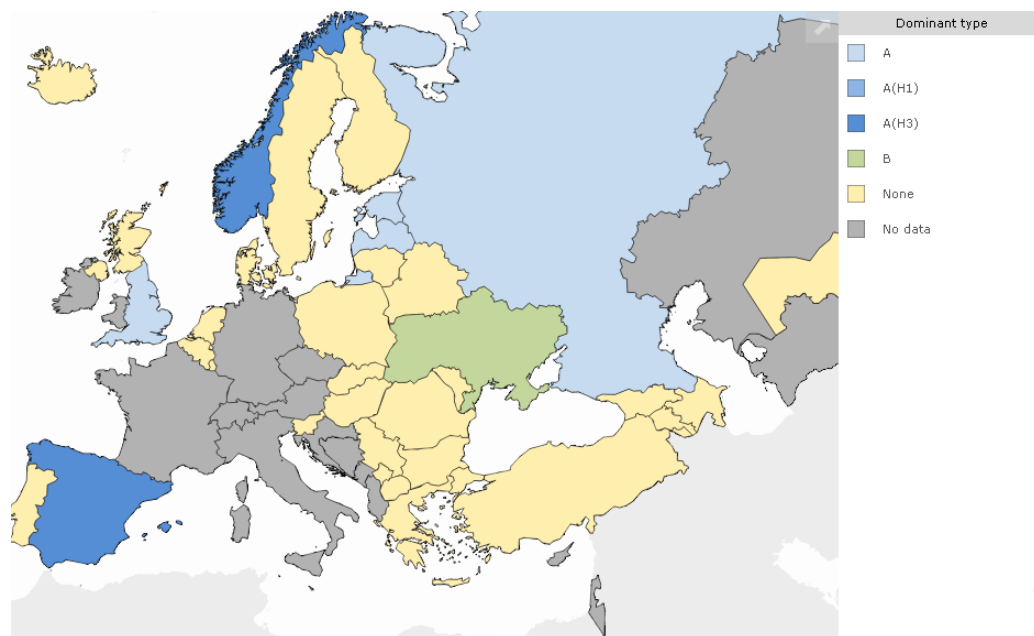 Dominant type
A
A(H1)
A(H3)
B
None
No data